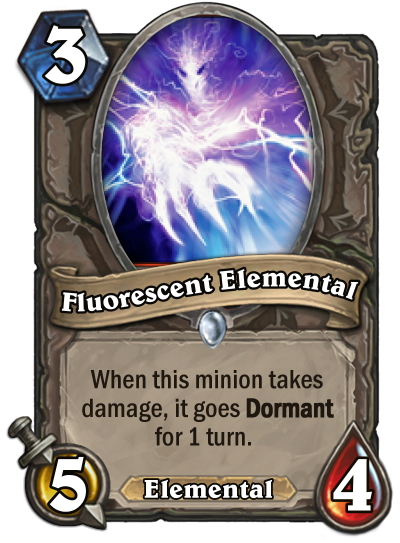 3
Fluorescent Elemental
When this minion takes
damage, it goes Dormant
for 1 turn.
5
Elemental
4